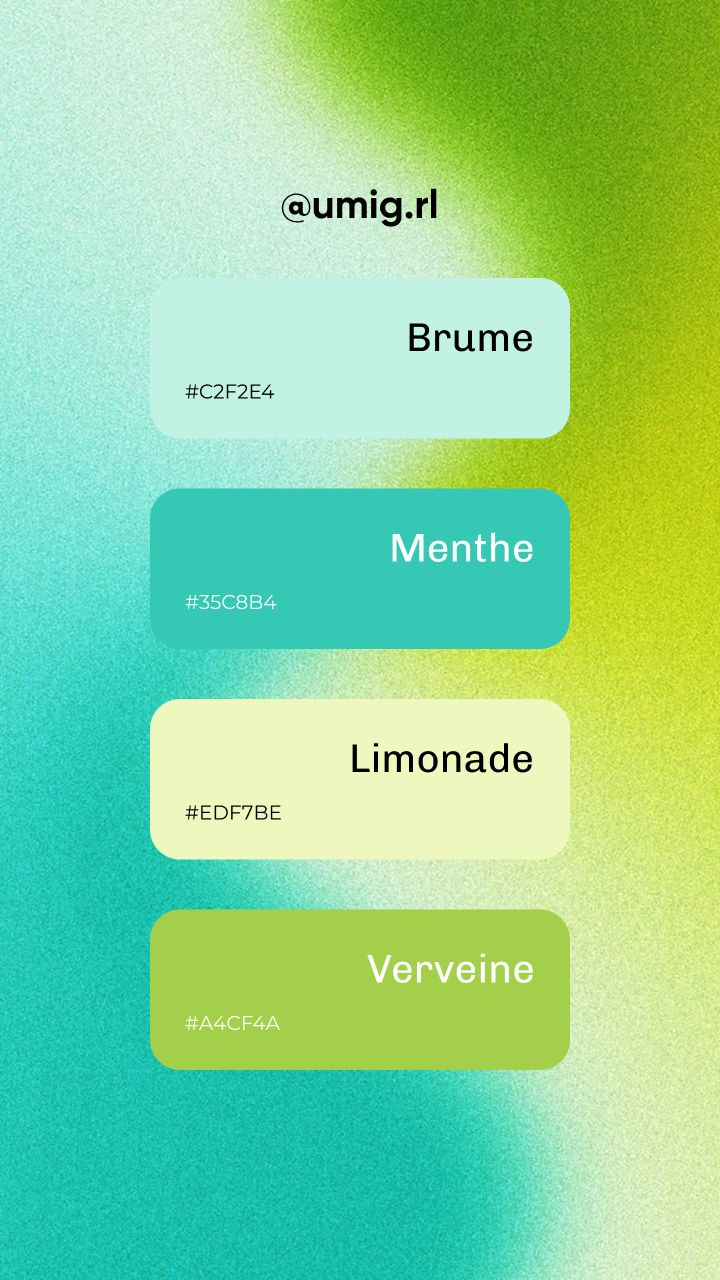 @umig.rl
Brume
#C2F2E4
Menthe
#35C8B4
Limonade
#EDF7BE
Verveine
#A4CF4A